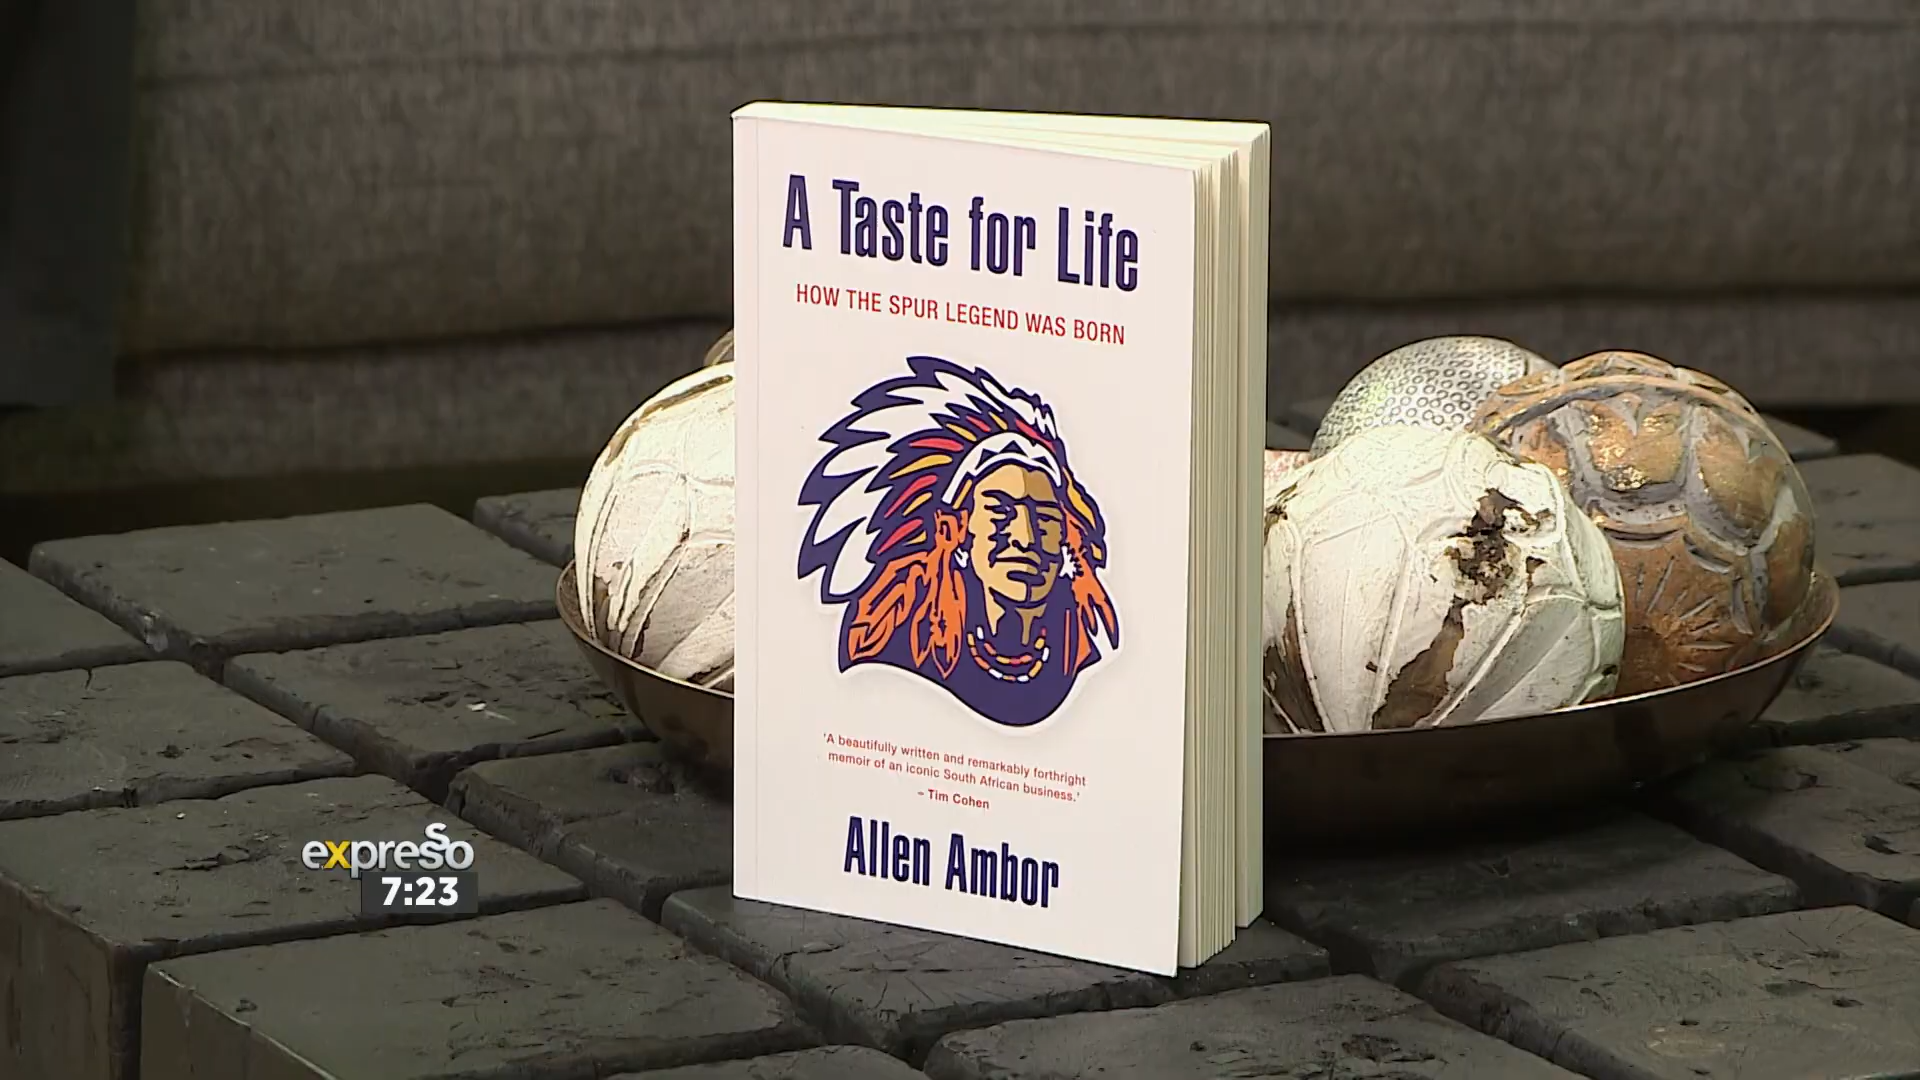 A Taste for Life
HOW THE SPUR LEGEND WAS BORN
'A beautifully written and remarkably forthright
memoir of an iconic South African business.'
– Tim Cohen
Allen Ambor
expresso
7:23